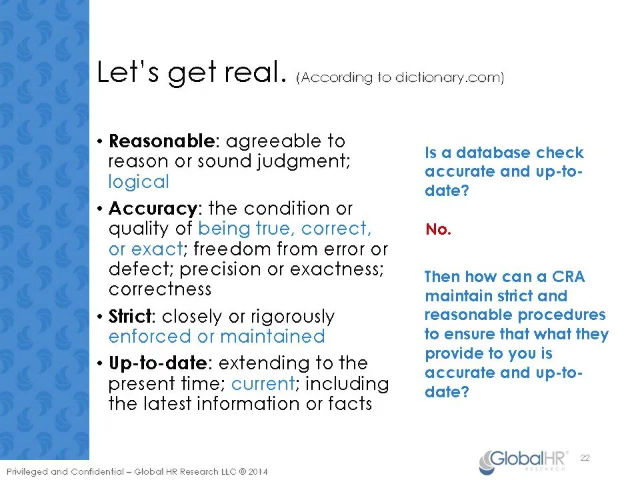 Let's get real. (According to dictionary.com)
• Reasonable: agreeable to
reason or sound judgment;
logical
• Accuracy: the condition or
quality of being true, correct,
or exact; freedom from error or
defect; precision or exactness;
correctness
• Strict: closely or rigorously
enforced or maintained
• Up-to-date: extending to the
present time; current; including
the latest information or facts
Is a database check
accurate and up-to-
date?
No.
Then how can a CRA
maintain strict and
reasonable procedures
to ensure that what they
provide to you is
accurate and up-to-
date?
GlobalHR®
RESEARCH
22
Privileged and Confidential – Global HR Research LLC © 2014